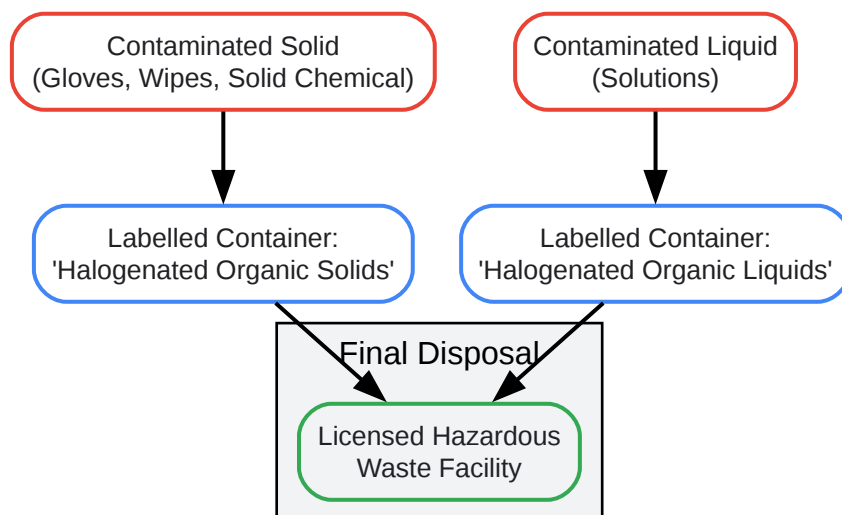 Contaminated Solid
(Gloves, Wipes, Solid Chemical)
Contaminated Liquid
(Solutions)
Labelled Container:
'Halogenated Organic Solids'
Labelled Container:
'Halogenated Organic Liquids'
Final Disposal
Licensed Hazardous
Waste Facility